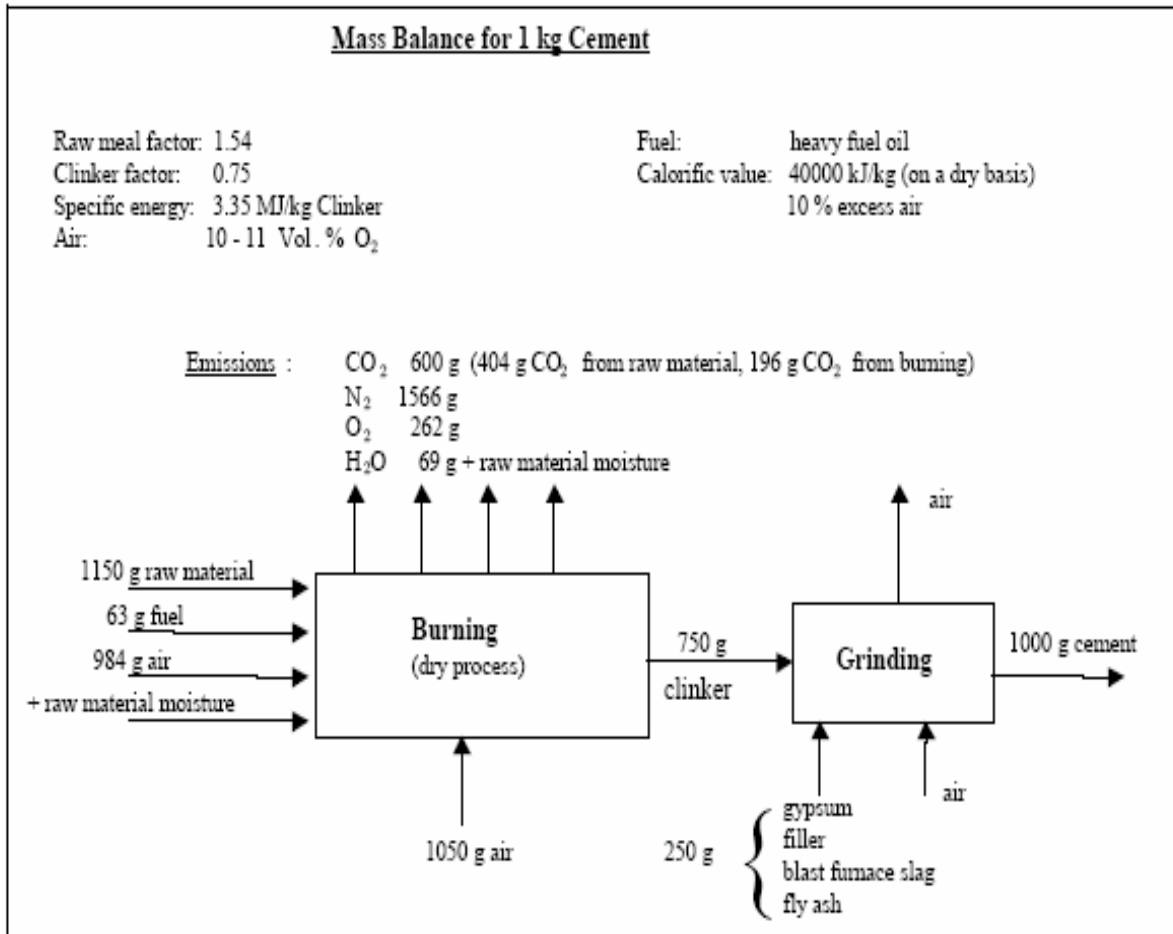 Mass Balance for 1 kg Cement
Raw meal factor: 1.54
Clinker factor: 0.75
Specific energy: 3.35 MJ/kg Clinker
Air: 10 - 11 Vol . % O₂
Fuel: heavy fuel oil
Calorific value: 40000 kJ/kg (on a dry basis)
10 % excess air
Emissions : CO₂ 600 g (404 g CO₂ from raw material, 196 g CO₂ from burning)
N₂ 1566 g
O₂ 262 g
H₂O 69 g + raw material moisture
air
1150 g raw material
63 g fuel
984 g air
+ raw material moisture
Burning
(dry process)
750 g
clinker
Grinding
1000 g cement
1050 g air
250 g
gypsum
filler
blast furnace slag
fly ash
air